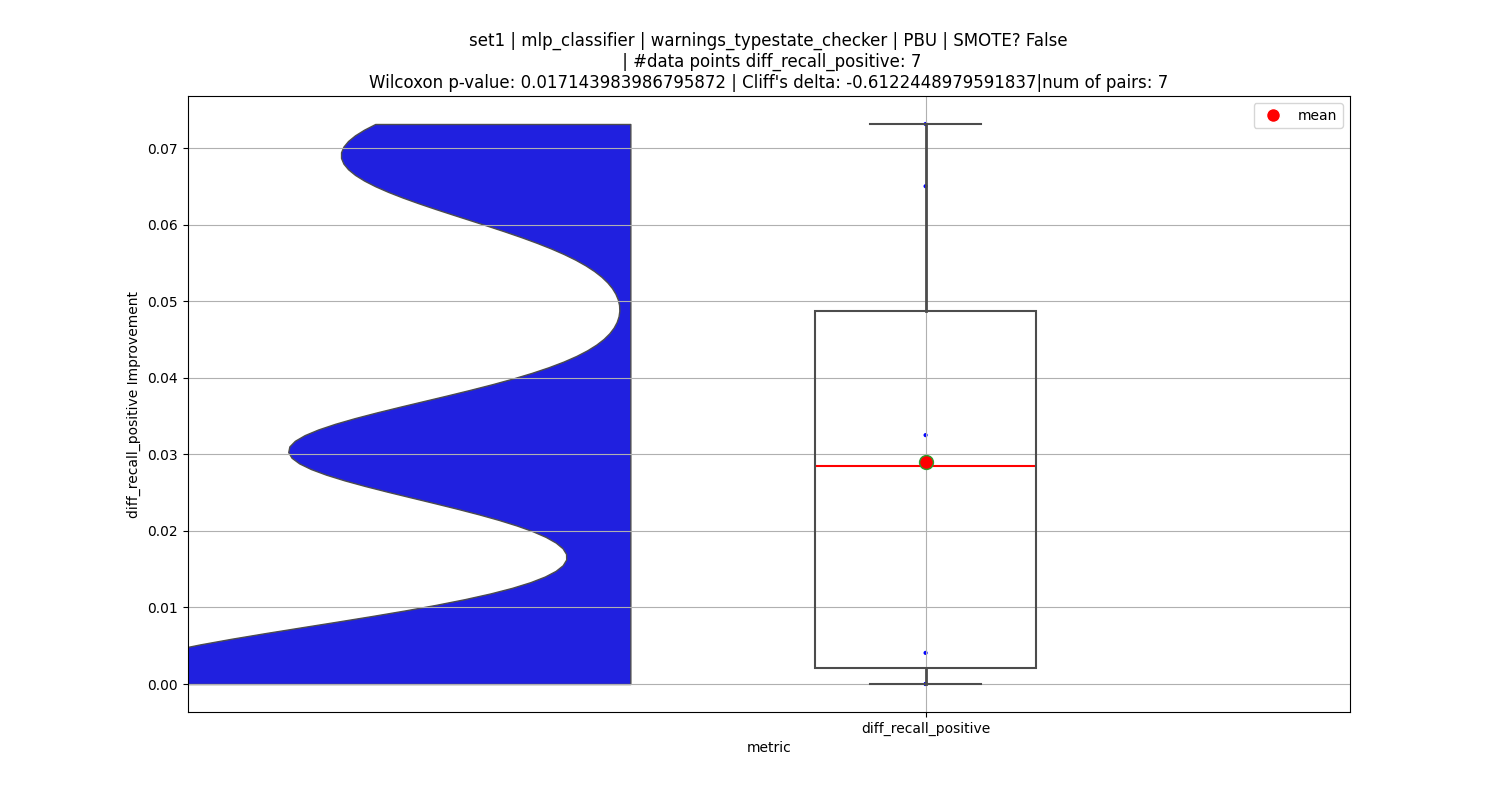 set1 | mlp_classifier | warnings_typestate_checker | PBU | SMOTE? False
| #data points diff_recall_positive: 7
Wilcoxon p-value: 0.017143983986795872 | Cliff's delta: -0.6122448979591837|num of pairs: 7
mean
0.07
0.06
0.05
0.04
0.03
0.02
0.01
0.00
diff_recall_positive Improvement
diff_recall_positive
metric